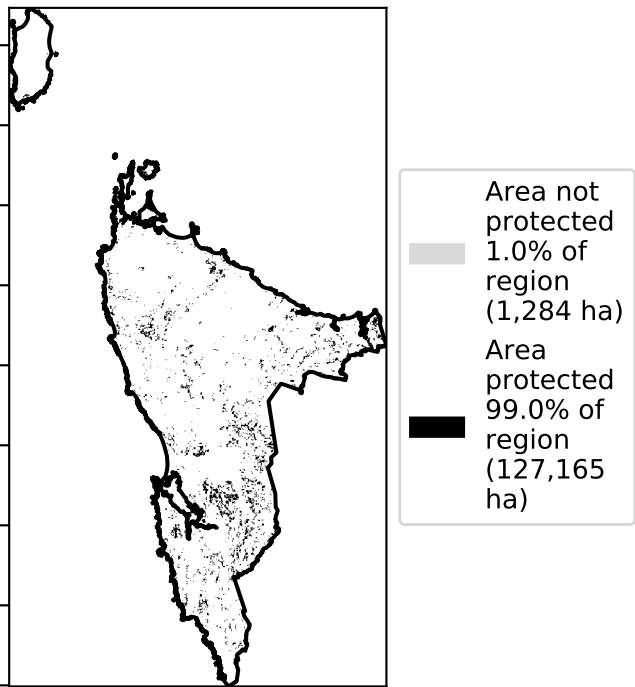 Area not
protected
1.0% of
region
(1,284 ha)
Area
protected
99.0% of
region
(127,165
ha)